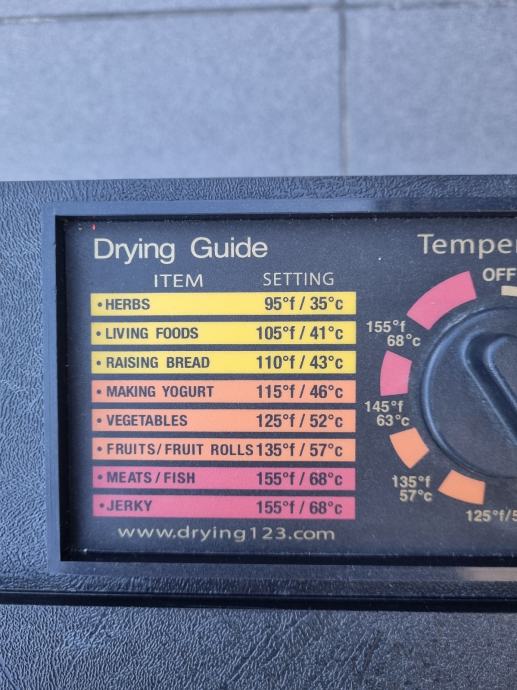 Drying Guide
ITEM SETTING
• HERBS 95°f / 35°c
• LIVING FOODS 105°f / 41°c
• RAISING BREAD 110°f / 43°c
• MAKING YOGURT 115°f / 46°c
• VEGETABLES 125°f / 52°c
• FRUITS/FRUIT ROLLS 135°f / 57°c
• MEATS / FISH 155°f / 68°c
• JERKY 155°f / 68°c
www.drying123.com
OFF
155°f
68°c
145°f
63°c
135°f
57°c
125°f/5